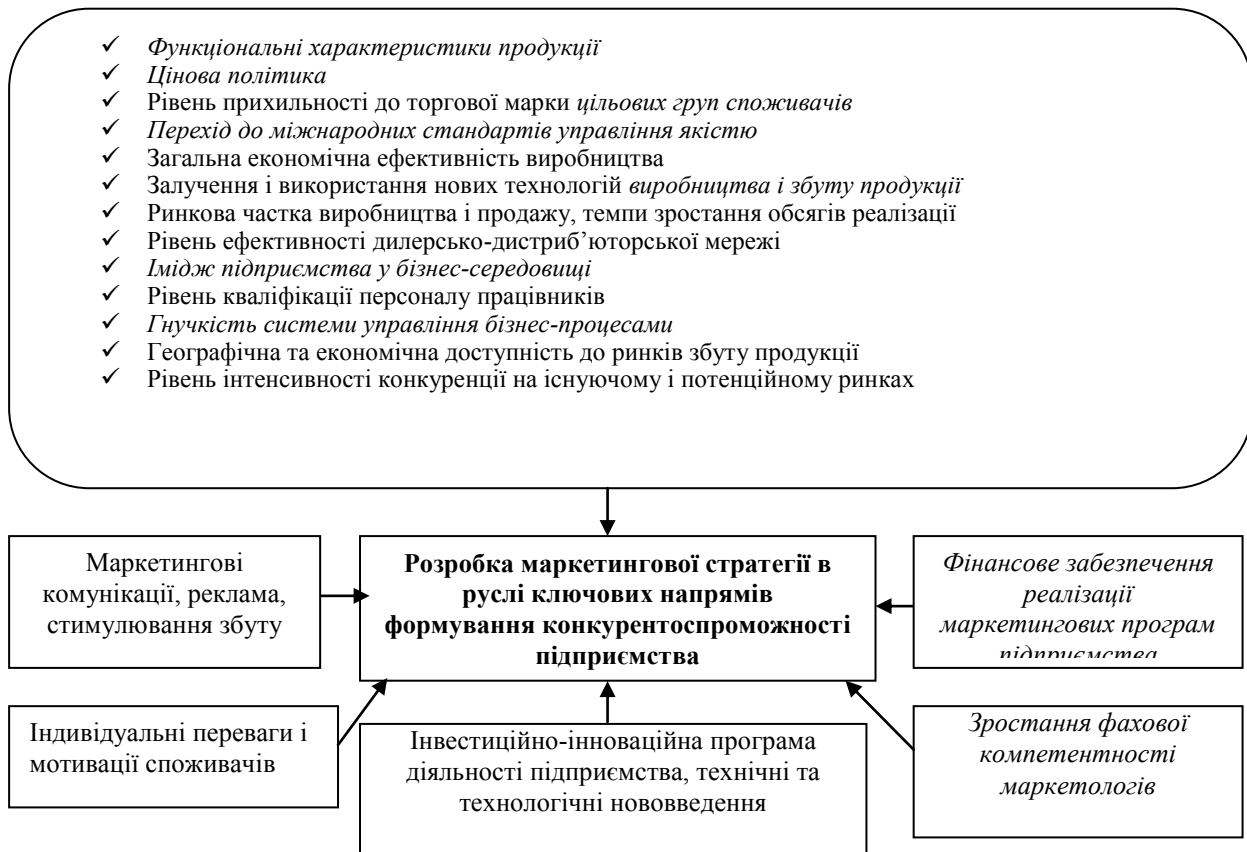 ✓ Функціональні характеристики продукції
✓ Цінова політика
✓ Рівень прихильності до торгової марки цільових груп споживачів
✓ Перехід до міжнародних стандартів управління якістю
✓ Загальна економічна ефективність виробництва
✓ Залучення і використання нових технологій виробництва і збуту продукції
✓ Ринкова частка виробництва і продажу, темпи зростання обсягів реалізації
✓ Рівень ефективності дилерсько-дистриб’юторської мережі
✓ Імідж підприємства у бізнес-середовищі
✓ Рівень кваліфікації персоналу працівників
✓ Гнучкість системи управління бізнес-процесами
✓ Географічна та економічна доступність до ринків збуту продукції
✓ Рівень інтенсивності конкуренції на існуючому і потенційному ринках
Маркетингові
комунікації, реклама,
стимулювання збуту
Розробка маркетингової стратегії в
руслі ключових напрямів
формування конкурентоспроможності
підприємства
Фінансове забезпечення
реалізації
маркетингових програм
підприємства
Індивідуальні переваги і
мотивації споживачів
Інвестиційно-інноваційна програма
діяльності підприємства, технічні та
технологічні нововведення
Зростання фахової
компетентності
маркетологів